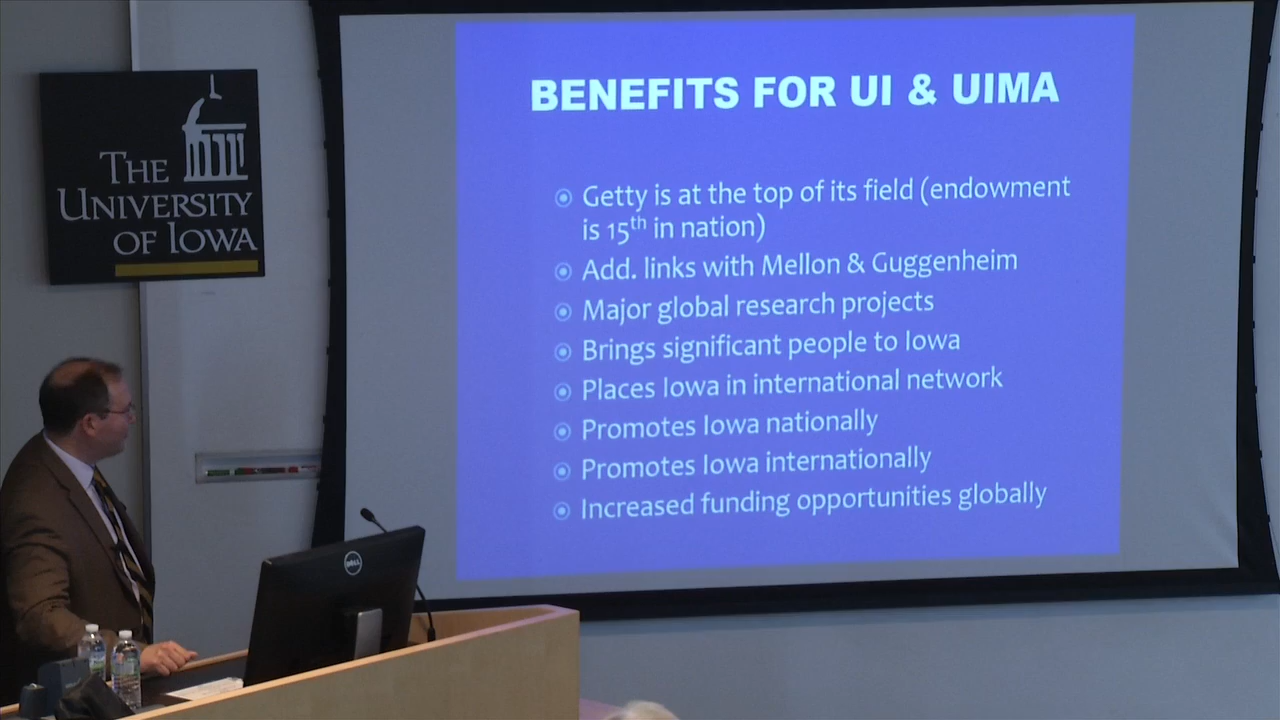 THE
UNIVERSITY
OF IOWA
BENEFITS FOR UI & UIMA
Getty is at the top of its field (endowment
is 15th in nation)
Add. links with Mellon & Guggenheim
Major global research projects
Brings significant people to Iowa
Places Iowa in international network
Promotes Iowa nationally
Promotes Iowa internationally
Increased funding opportunities globally
DELL